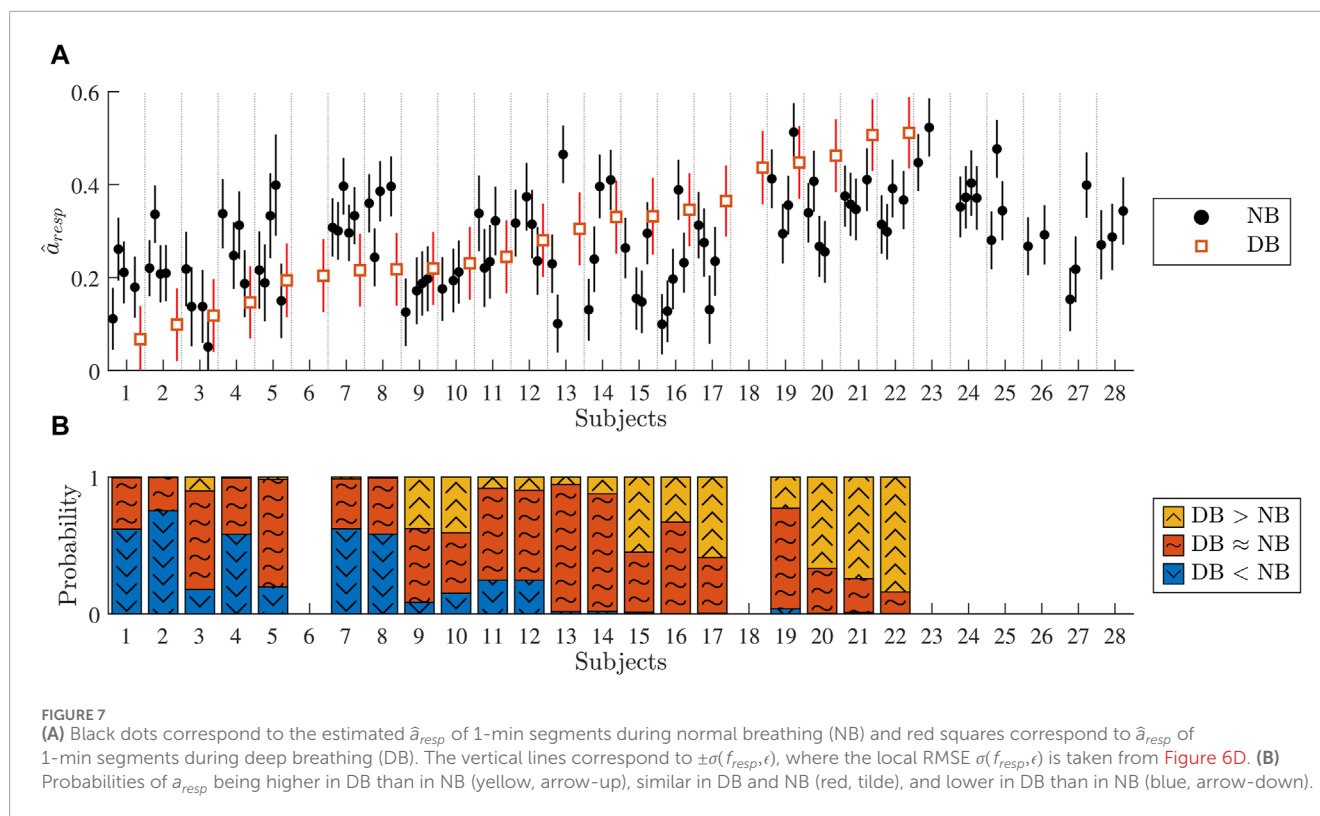 A
0.6
0.4
0.2
0
â_resp
1 2 3 4 5 6 7 8 9 10 11 12 13 14 15 16 17 18 19 20 21 22 23 24 25 26 27 28
Subjects
NB
DB
B
1
0
Probability
1 2 3 4 5 6 7 8 9 10 11 12 13 14 15 16 17 18 19 20 21 22 23 24 25 26 27 28
Subjects
DB > NB
DB ≈ NB
DB < NB
FIGURE 7
(A) Black dots correspond to the estimated â_resp of 1-min segments during normal breathing (NB) and red squares correspond to â_resp of
1-min segments during deep breathing (DB). The vertical lines correspond to ±σ(f_resp,ϵ), where the local RMSE σ(f_resp,ϵ) is taken from Figure 6D. (B)
Probabilities of a_resp being higher in DB than in NB (yellow, arrow-up), similar in DB and NB (red, tilde), and lower in DB than in NB (blue, arrow-down).